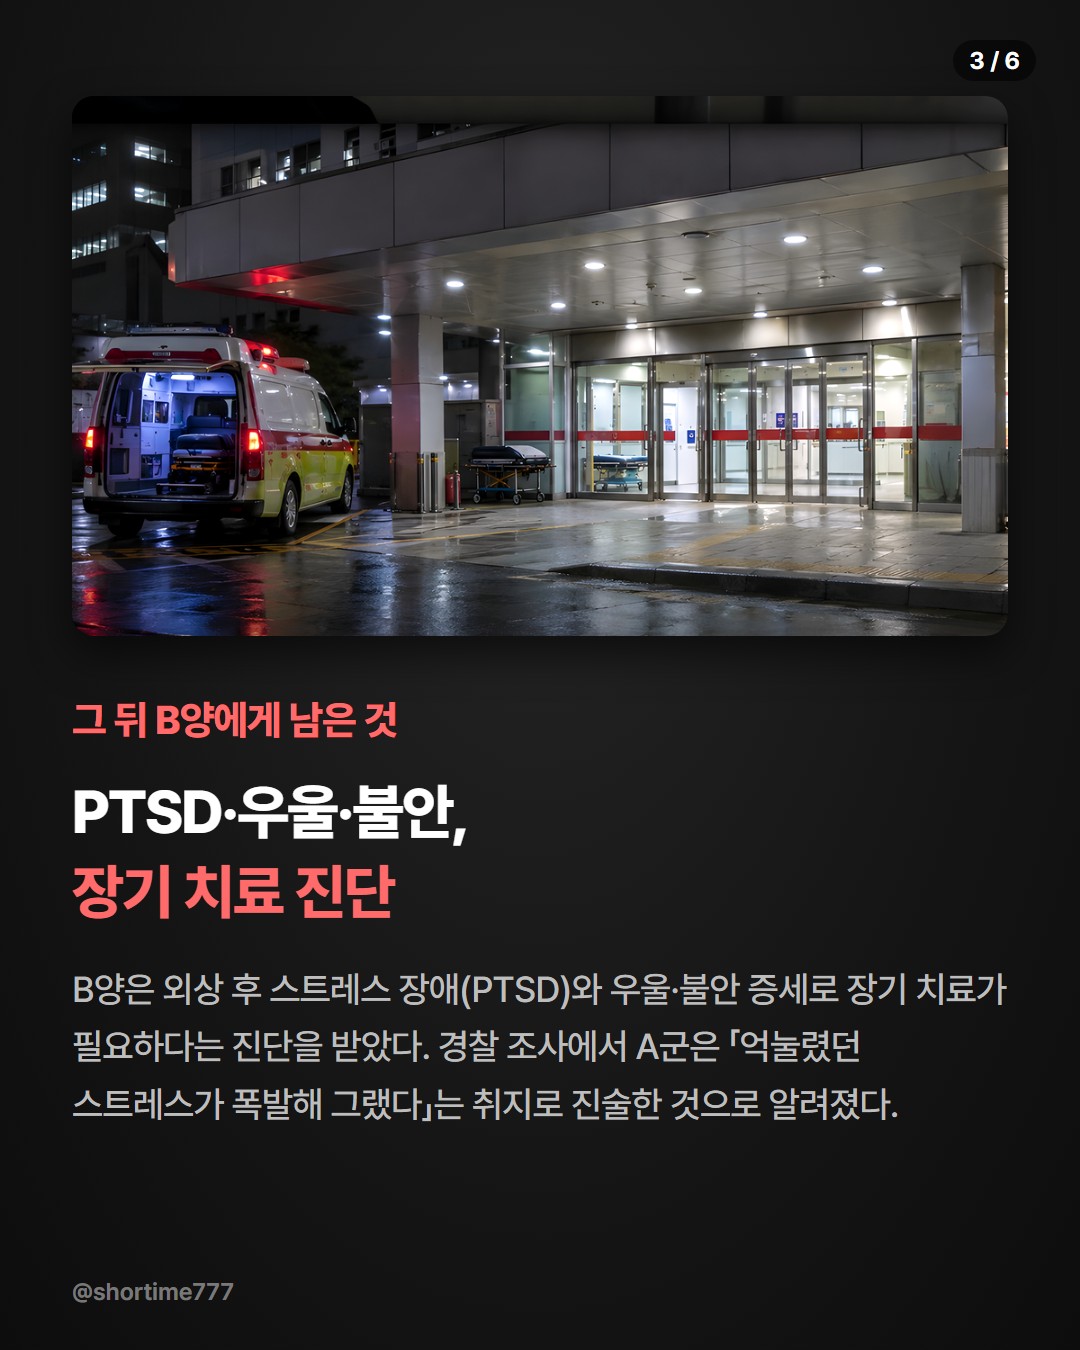 3 / 6
그 뒤 B양에게 남은 것
PTSD·우울·불안,
장기 치료 진단
B양은 외상 후 스트레스 장애(PTSD)와 우울·불안 증세로 장기 치료가
필요하다는 진단을 받았다. 경찰 조사에서 A군은 「억눌렸던
스트레스가 폭발해 그랬다」는 취지로 진술한 것으로 알려졌다.
@shortime777